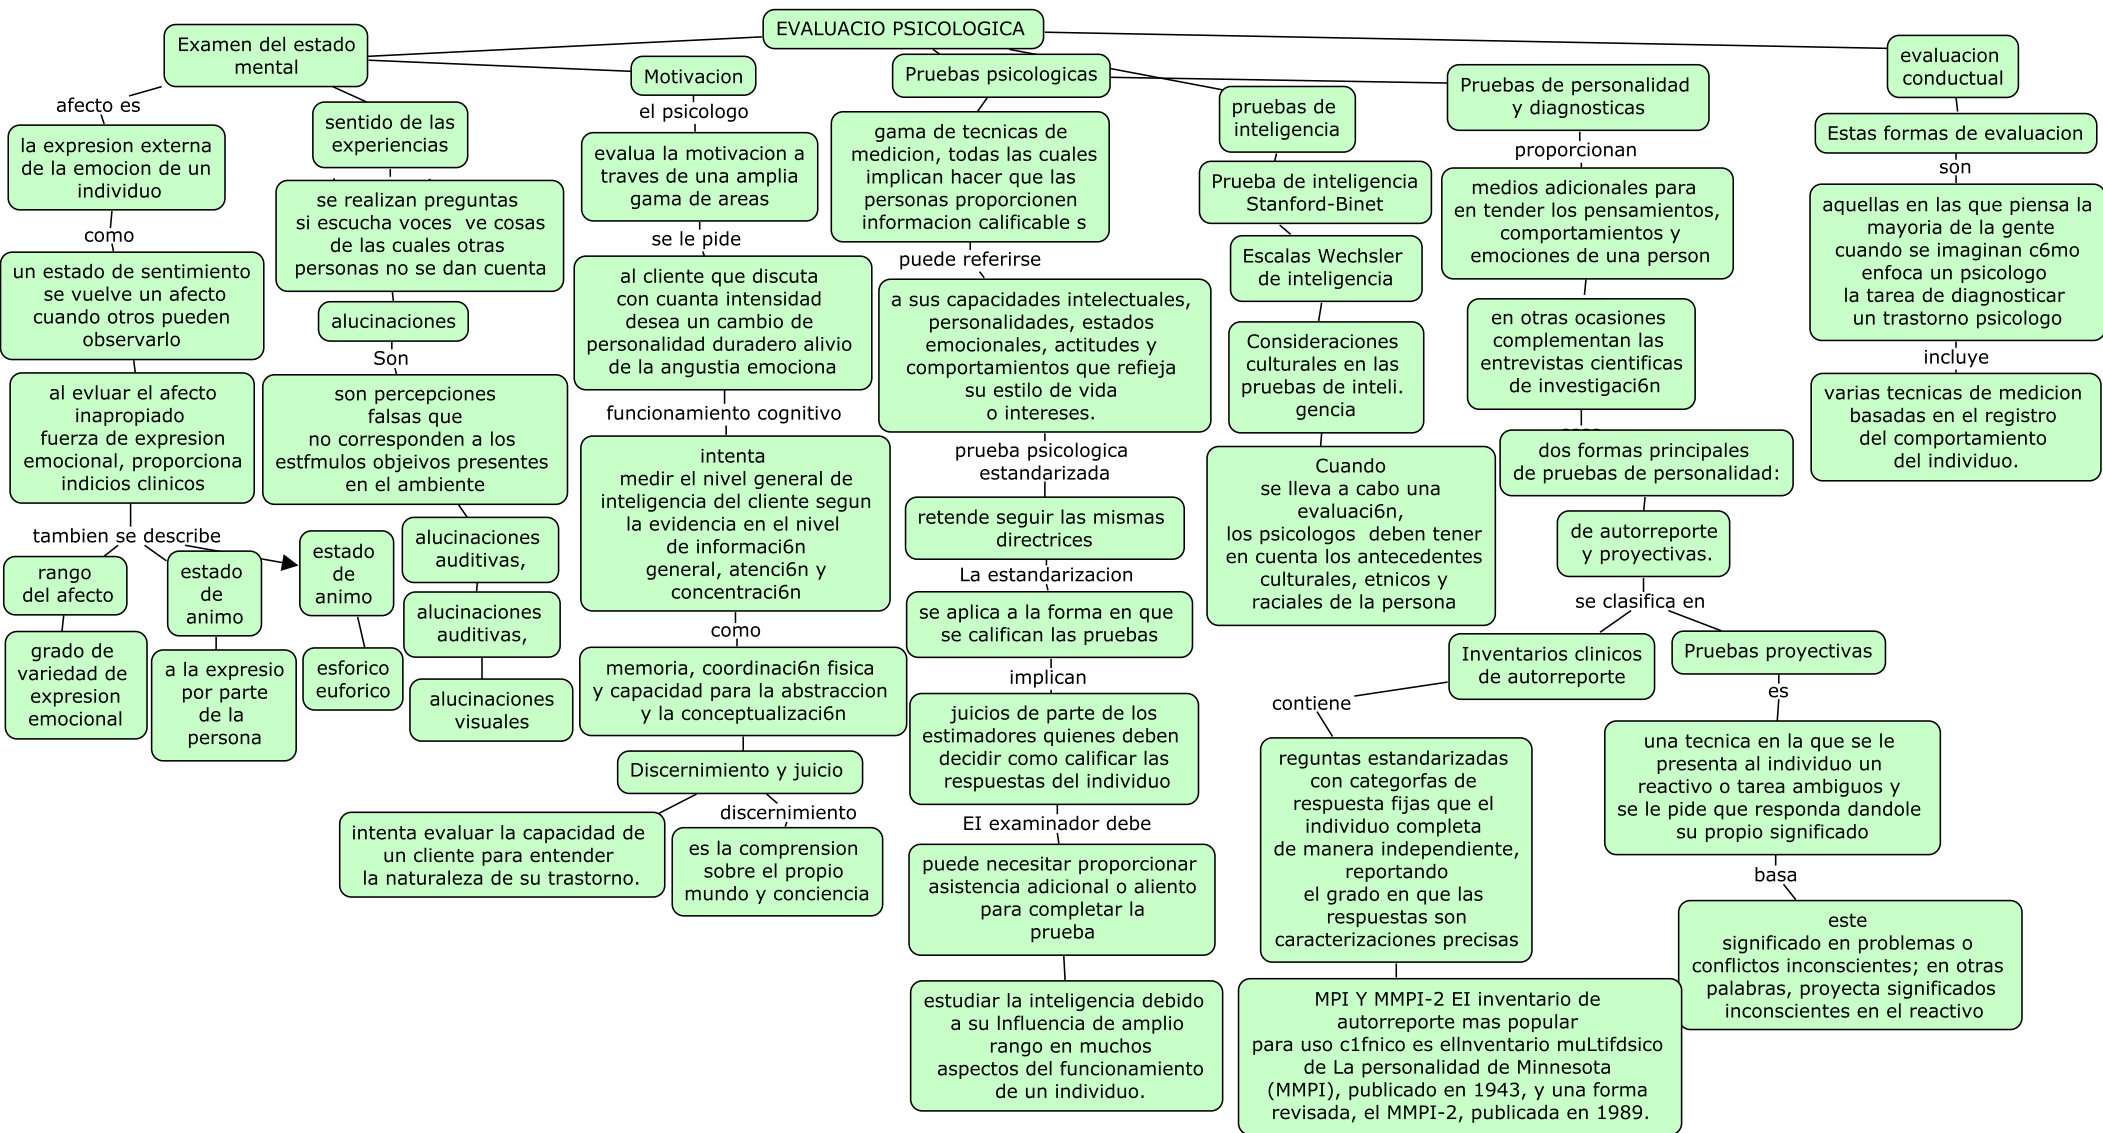 EVALUACIO PSICOLOGICA
Examen del estado
mental
afecto es
la expresion externa
de la emocion de un
individuo
como
un estado de sentimiento
se vuelve un afecto
cuando otros pueden
observarlo
al evluar el afecto
inapropiado
fuerza de expresion
emocional, proporciona
indicios clinicos
tambien se describe
rango
del afecto
grado de
variedad de
expresion
emocional
estado
de
animo
a la expresio
por parte
de la
persona
estado
de
animo
esforico
euforico
sentido de las
experiencias
se realizan preguntas
si escucha voces ve cosas
de las cuales otras
personas no se dan cuenta
alucinaciones
Son
son percepciones
falsas que
no corresponden a los
estfmulos objeivos presentes
en el ambiente
alucinaciones
auditivas,
alucinaciones
auditivas,
alucinaciones
visuales
Motivacion
el psicologo
evalua la motivacion a
traves de una amplia
gama de areas
se le pide
al cliente que discuta
con cuanta intensidad
desea un cambio de
personalidad duradero alivio
de la angustia emociona
funcionamiento cognitivo
intenta
medir el nivel general de
inteligencia del cliente segun
la evidencia en el nivel
de informaci6n
general, atenci6n y
concentraci6n
como
memoria, coordinaci6n fisica
y capacidad para la abstraccion
y la conceptualizaci6n
Discernimiento y juicio
intenta evaluar la capacidad de
un cliente para entender
la naturaleza de su trastorno.
discernimiento
es la comprension
sobre el propio
mundo y conciencia
Pruebas psicologicas
gama de tecnicas de
medicion, todas las cuales
implican hacer que las
personas proporcionen
informacion calificable s
puede referirse
a sus capacidades intelectuales,
personalidades, estados
emocionales, actitudes y
comportamientos que refieja
su estilo de vida
o intereses.
prueba psicologica
estandarizada
retende seguir las mismas
directrices
La estandarizacion
se aplica a la forma en que
se califican las pruebas
implican
juicios de parte de los
estimadores quienes deben
decidir como calificar las
respuestas del individuo
EI examinador debe
puede necesitar proporcionar
asistencia adicional o aliento
para completar la
prueba
estudiar la inteligencia debido
a su lnfluencia de amplio
rango en muchos
aspectos del funcionamiento
de un individuo.
pruebas de
inteligencia
Prueba de inteligencia
Stanford-Binet
Escalas Wechsler
de inteligencia
Consideraciones
culturales en las
pruebas de inteli.
gencia
Cuando
se lleva a cabo una
evaluaci6n,
los psicologos deben tener
en cuenta los antecedentes
culturales, etnicos y
raciales de la persona
Pruebas de personalidad
y diagnosticas
proporcionan
medios adicionales para
en tender los pensamientos,
comportamientos y
emociones de una person
en otras ocasiones
complementan las
entrevistas cientificas
de investigaci6n
dos formas principales
de pruebas de personalidad:
de autorreporte
y proyectivas.
se clasifica en
Inventarios clinicos
de autorreporte
contiene
reguntas estandarizadas
con categorfas de
respuesta fijas que el
individuo completa
de manera independiente,
reportando
el grado en que las
respuestas son
caracterizaciones precisas
MPI Y MMPI-2 EI inventario de
autorreporte mas popular
para uso c1fnico es elInventario muLtifdsico
de La personalidad de Minnesota
(MMPI), publicado en 1943, y una forma
revisada, el MMPI-2, publicada en 1989.
Pruebas proyectivas
es
una tecnica en la que se le
presenta al individuo un
reactivo o tarea ambiguos y
se le pide que responda dandole
su propio significado
basa
este
significado en problemas o
conflictos inconscientes; en otras
palabras, proyecta significados
inconscientes en el reactivo
evaluacion
conductual
Estas formas de evaluacion
son
aquellas en las que piensa la
mayoria de la gente
cuando se imaginan c6mo
enfoca un psicologo
la tarea de diagnosticar
un trastorno psicologo
incluye
varias tecnicas de medicion
basadas en el registro
del comportamiento
del individuo.